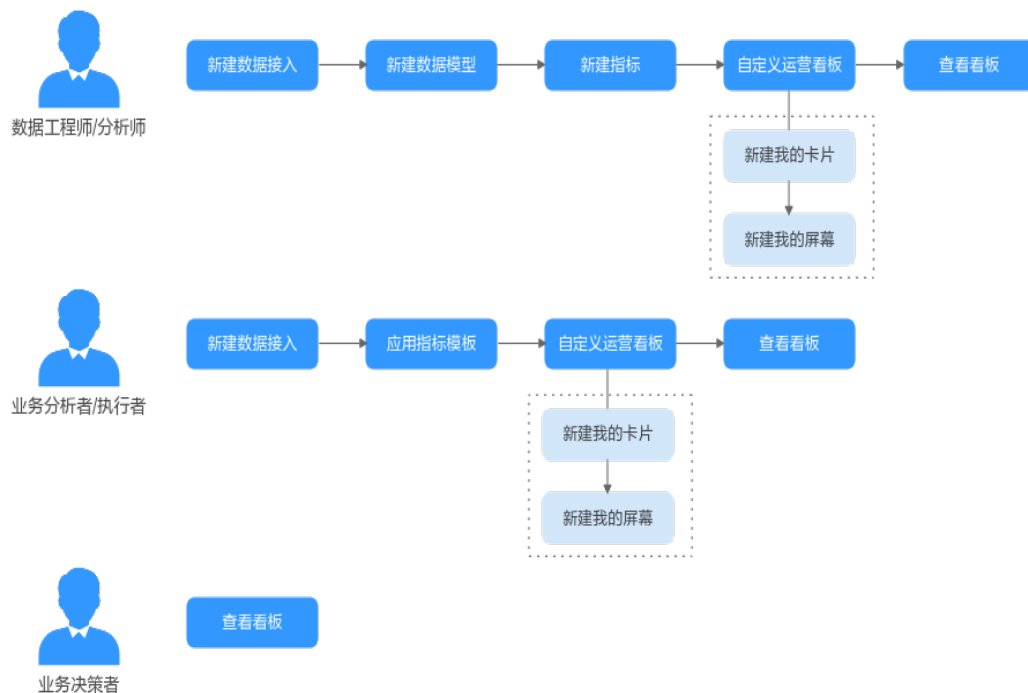 新建数据接入
新建数据模型
新建指标
自定义运营看板
查看看板
数据工程师/分析师
新建我的卡片
新建我的屏幕
新建数据接入
应用指标模板
自定义运营看板
查看看板
业务分析者/执行者
新建我的卡片
新建我的屏幕
查看看板
业务决策者